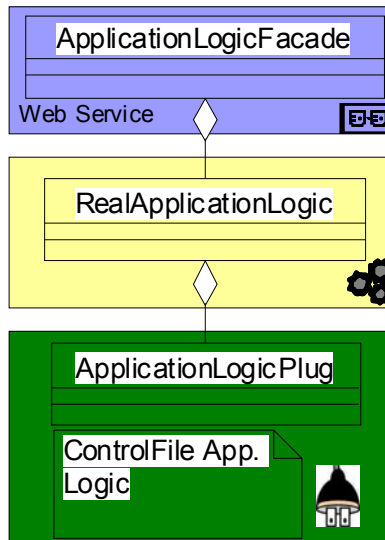 ApplicationLogicFacade
Web Service
RealApplicationLogic
ApplicationLogicPlug
ControlFile App.
Logic